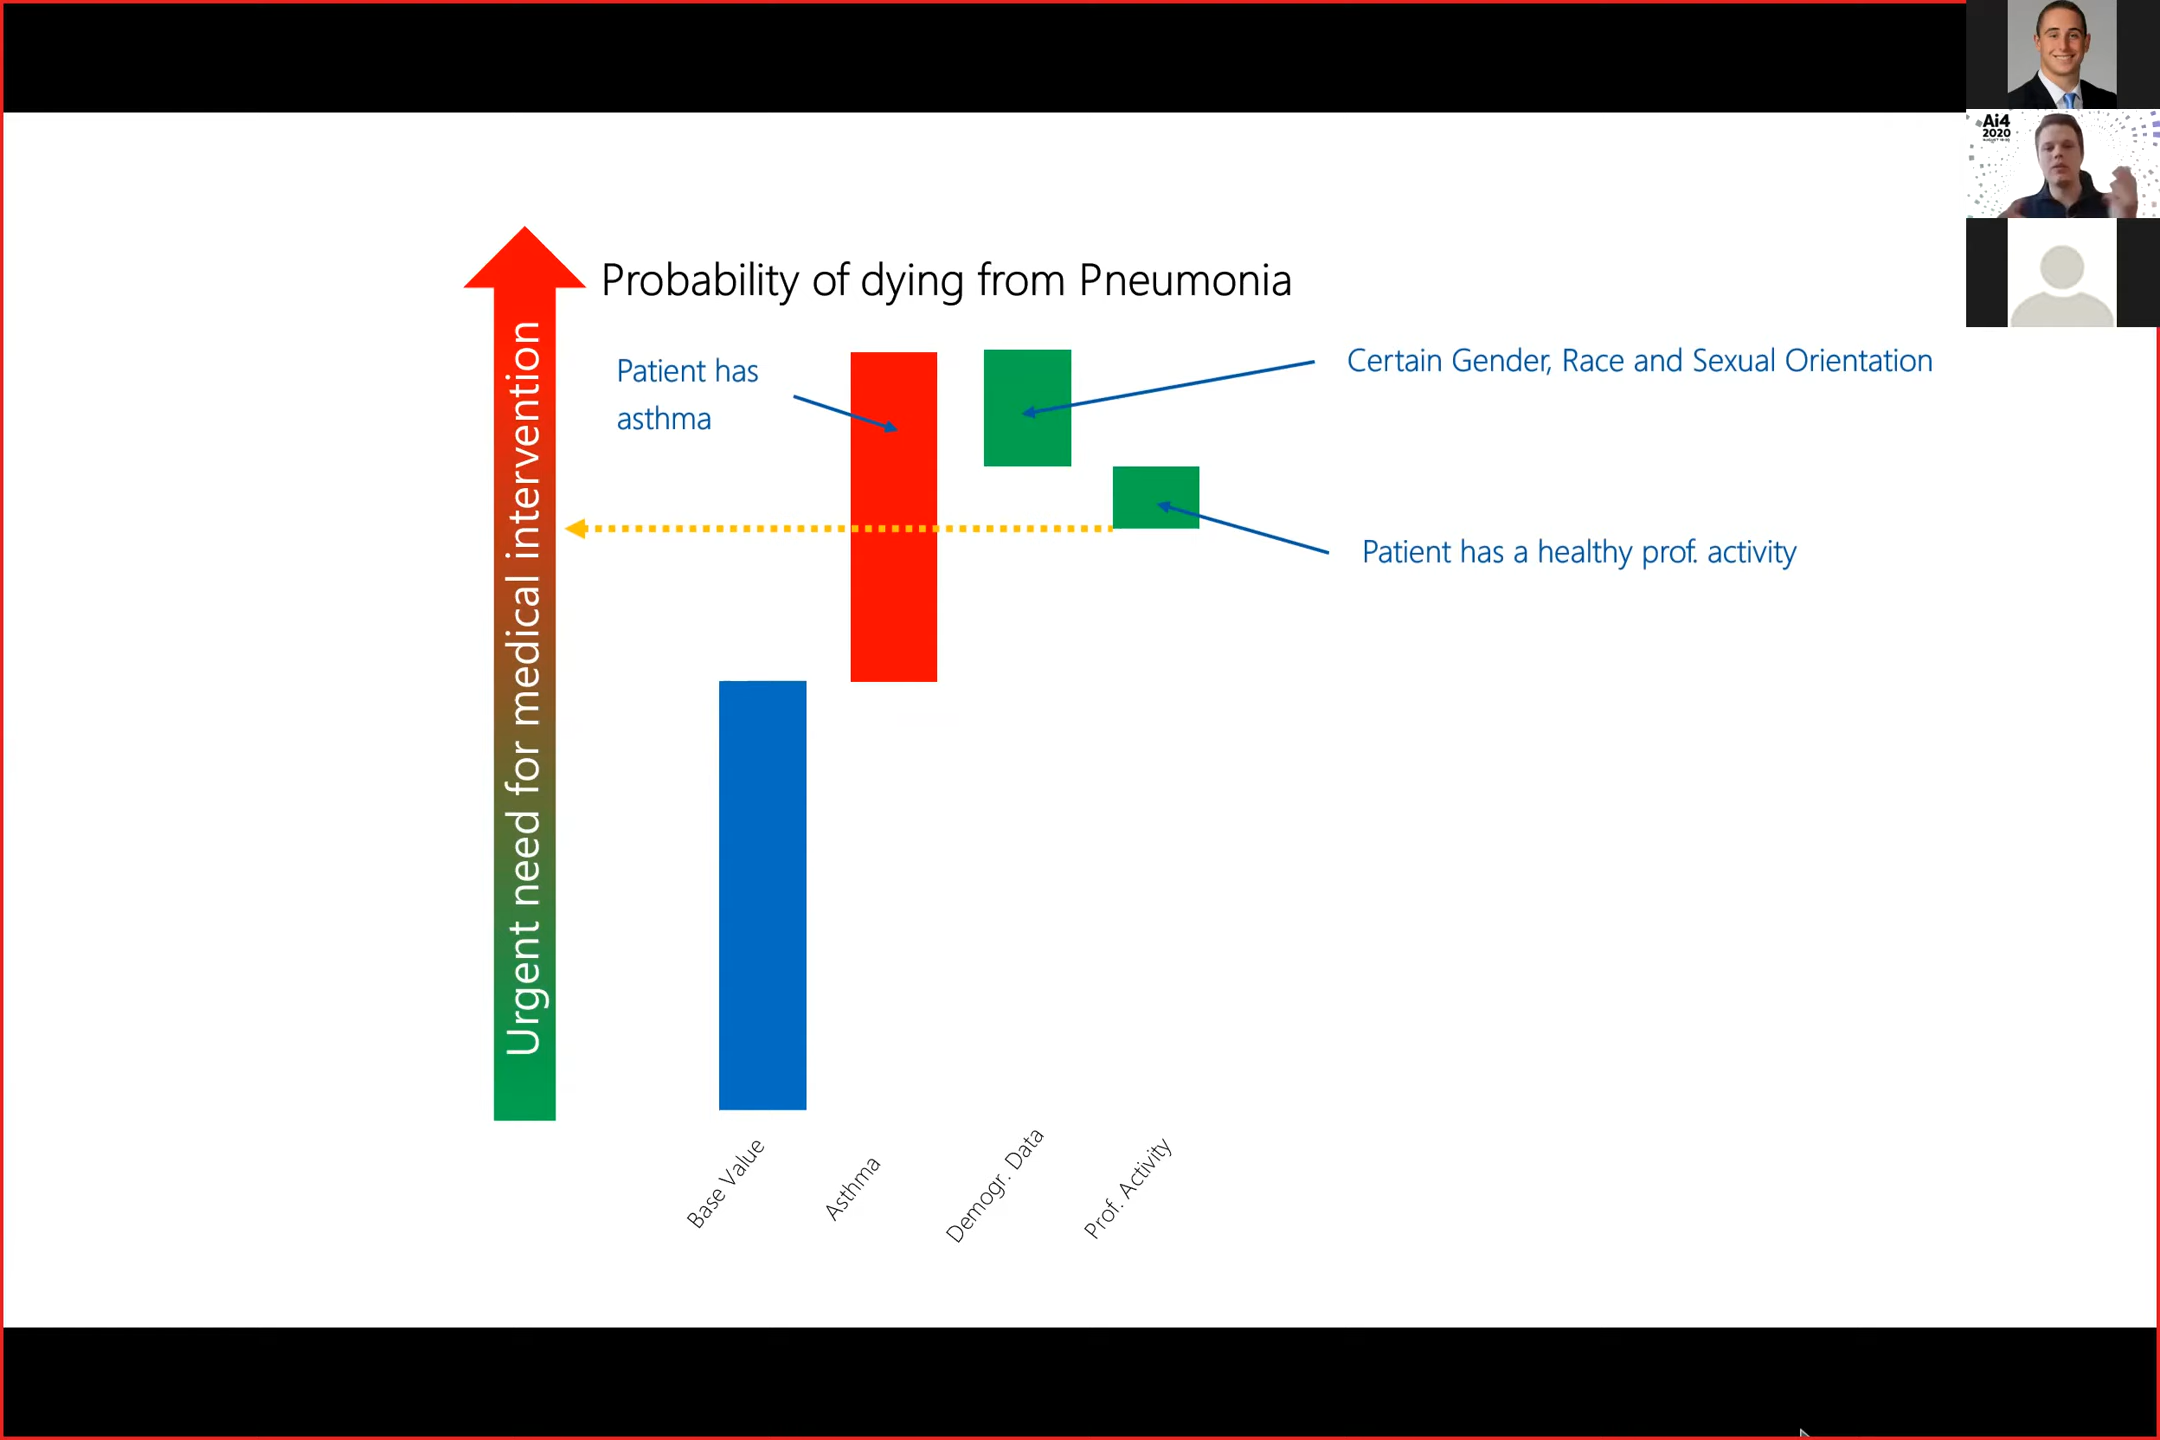 Ai4
2020
Probability of dying from Pneumonia
Patient has
asthma
Certain Gender, Race and Sexual Orientation
Patient has a healthy prof. activity
Urgent need for medical intervention
Base Value
Asthma
Demogr. Data
Prof. Activity